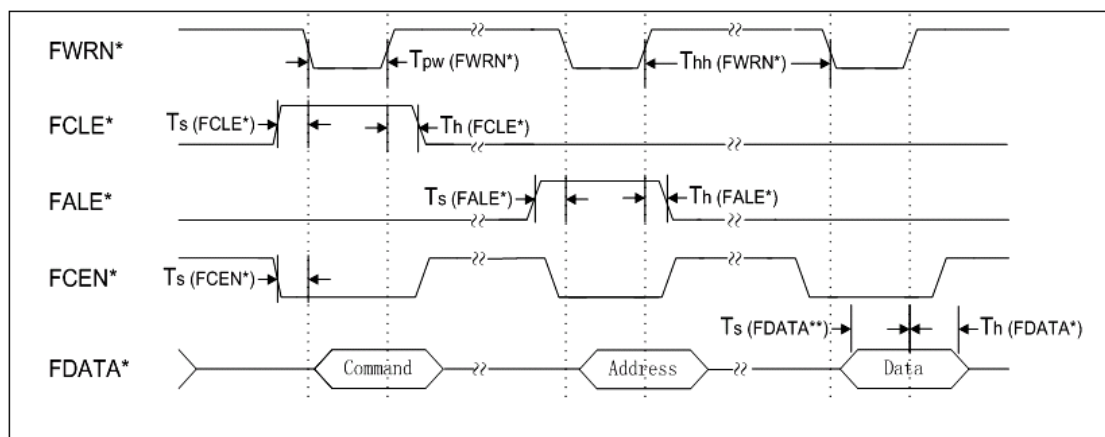 FWRN*
Tpw (FWRN*)
Thh (FWRN*)
FCLE*
Ts (FCLE*)
Th (FCLE*)
FALE*
Ts (FALE*)
Th (FALE*)
FCEN*
Ts (FCEN*)
Ts (FDATA**)
Th (FDATA*)
FDATA*
Command
Address
Data